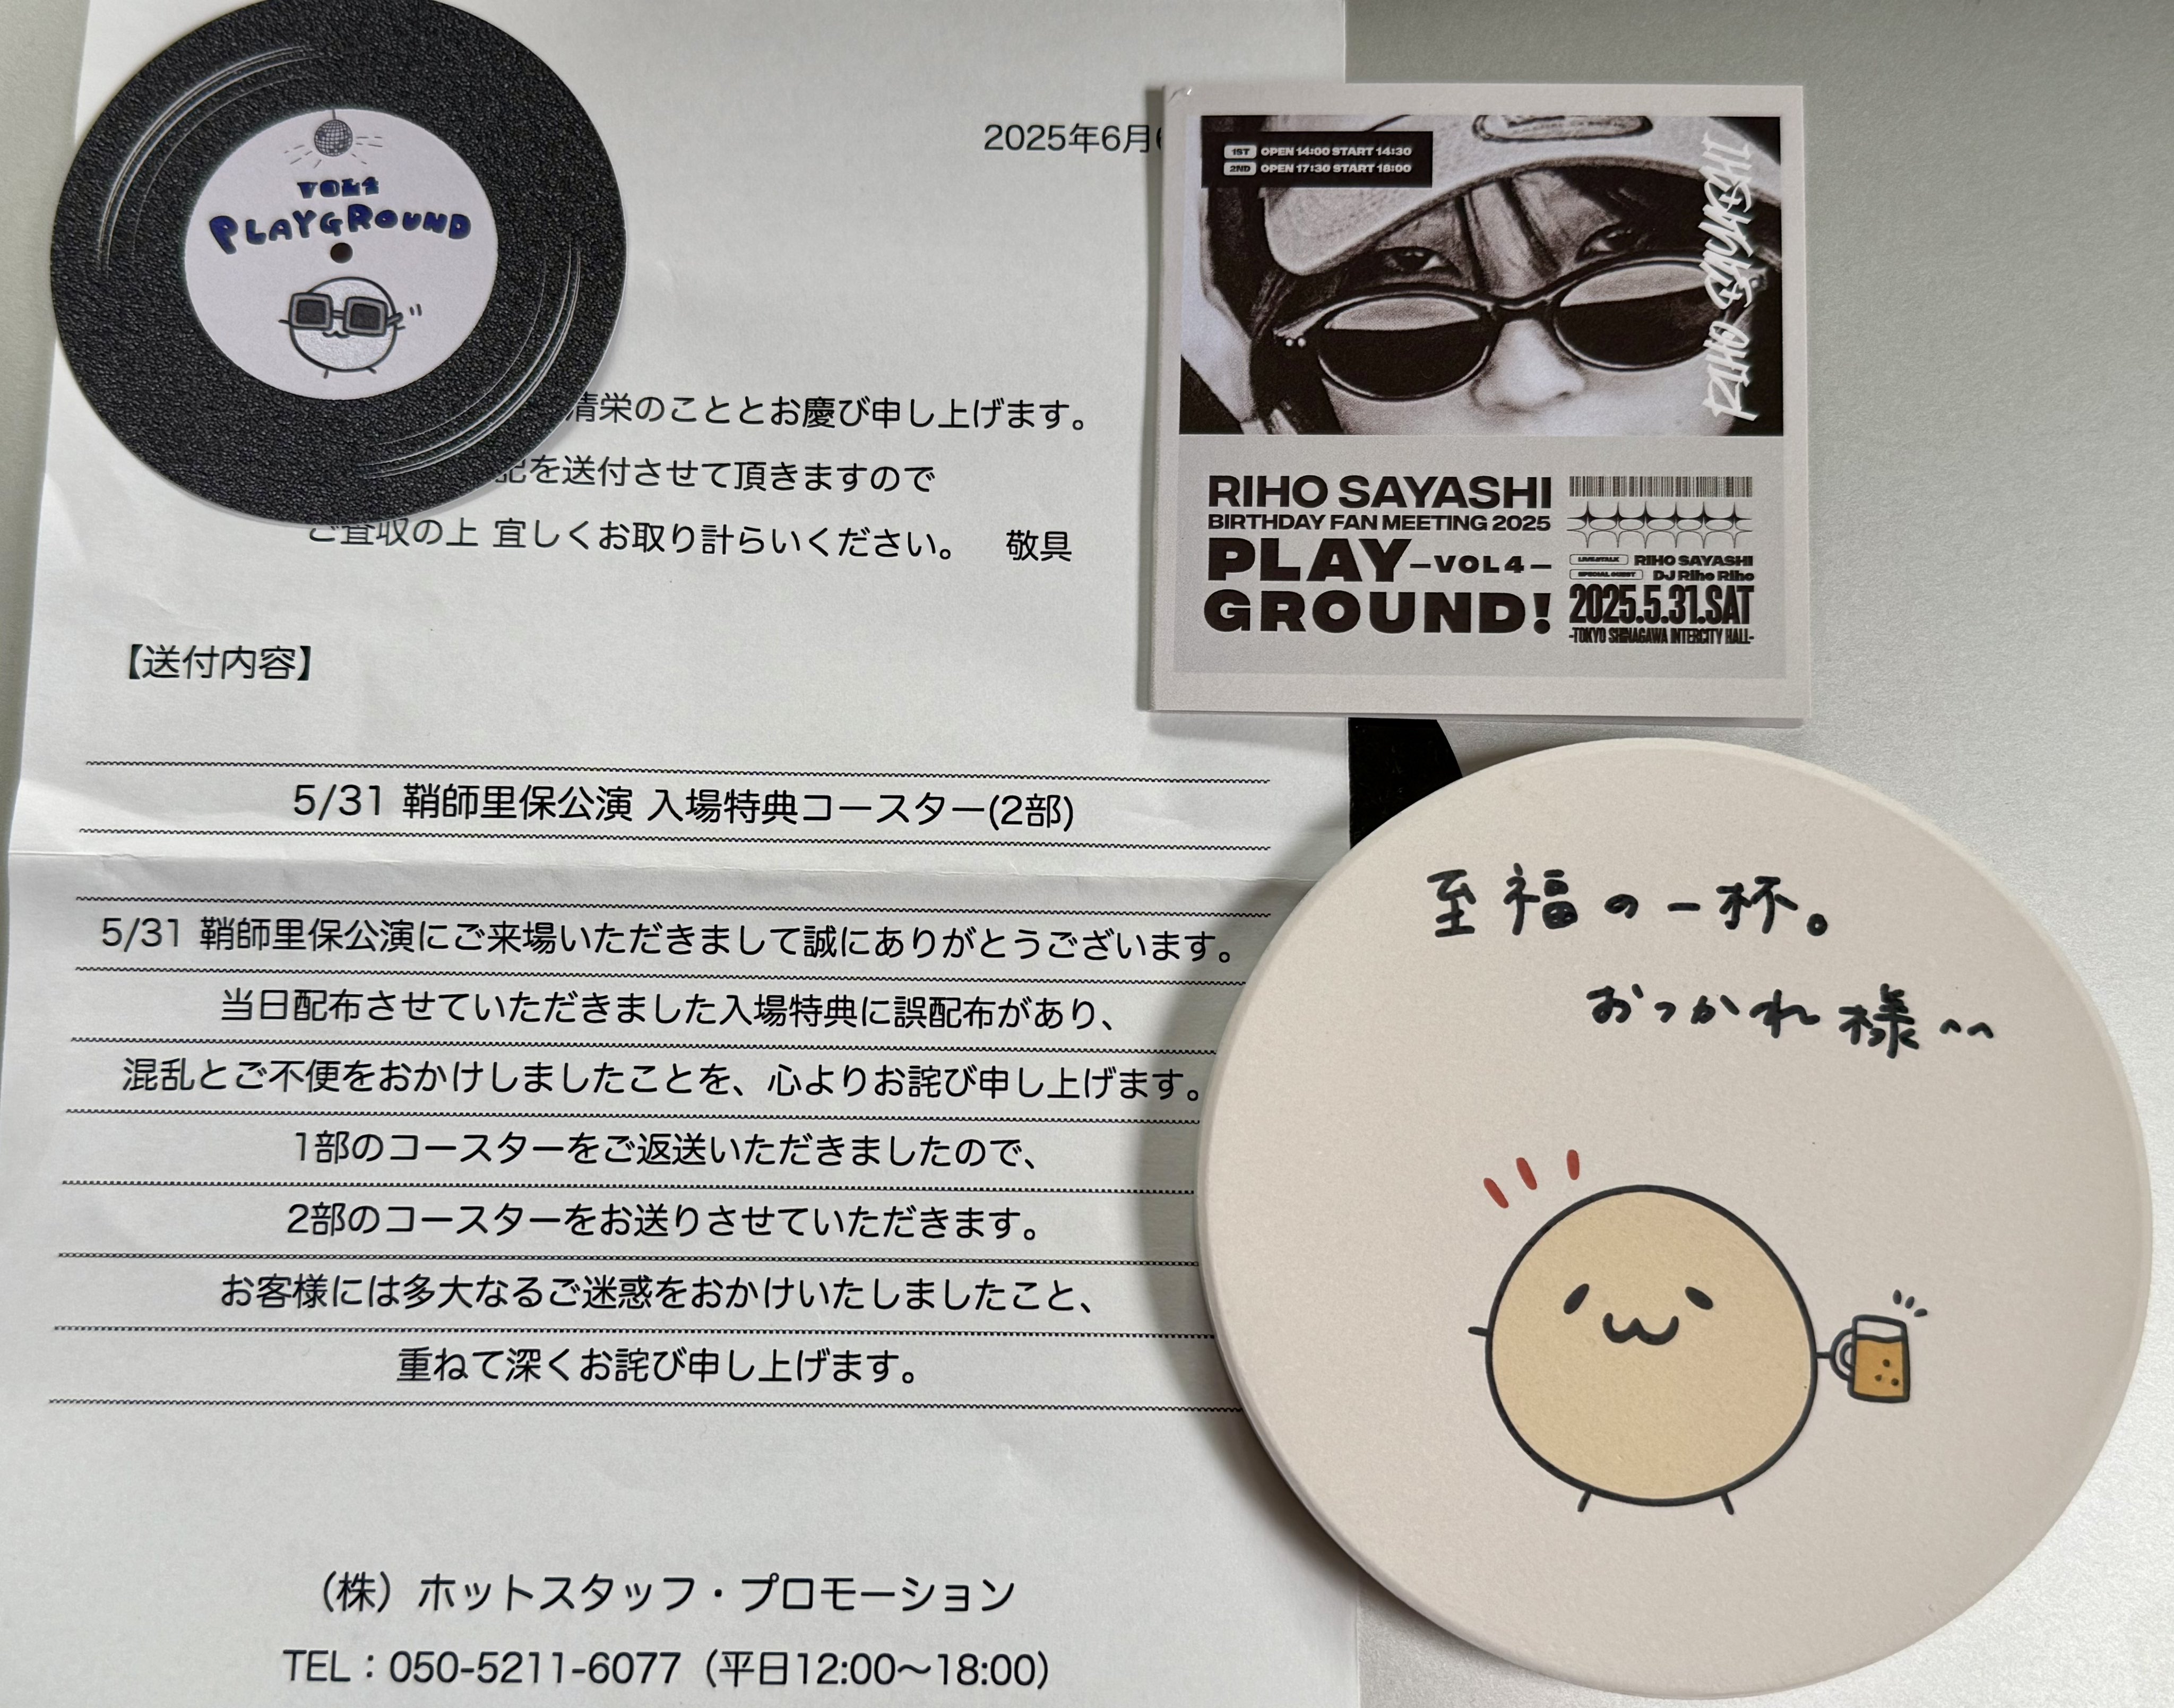 VOL4
PLAYGROUND
2025年6月
清栄のこととお慶び申し上げます。
記を送付させて頂きますので
ご査収の上 宜しくお取り計らいください。 敬具
【送付内容】
5/31 鞘師里保公演 入場特典コースター(2部)
5/31 鞘師里保公演にご来場いただきまして誠にありがとうございます。
当日配布させていただきました入場特典に誤配布があり、
混乱とご不便をおかけしましたことを、心よりお詫び申し上げます。
1部のコースターをご返送いただきましたので、
2部のコースターをお送りさせていただきます。
お客様には多大なるご迷惑をおかけいたしましたこと、
重ねて深くお詫び申し上げます。
（株）ホットスタッフ・プロモーション
TEL：050-5211-6077（平日12:00〜18:00）
1ST OPEN 14:00 START 14:30
2ND OPEN 17:30 START 18:00
RIHO SAYASHI
RIHO SAYASHI
BIRTHDAY FAN MEETING 2025
PLAY -VOL4-
GROUND!
LIVE&TALK RIHO SAYASHI
SPECIAL GUEST DJ Riho Riho
2025.5.31.SAT
-TOKYO SHINAGAWA INTERCITY HALL-
至福の一杯。
おつかれ様^^